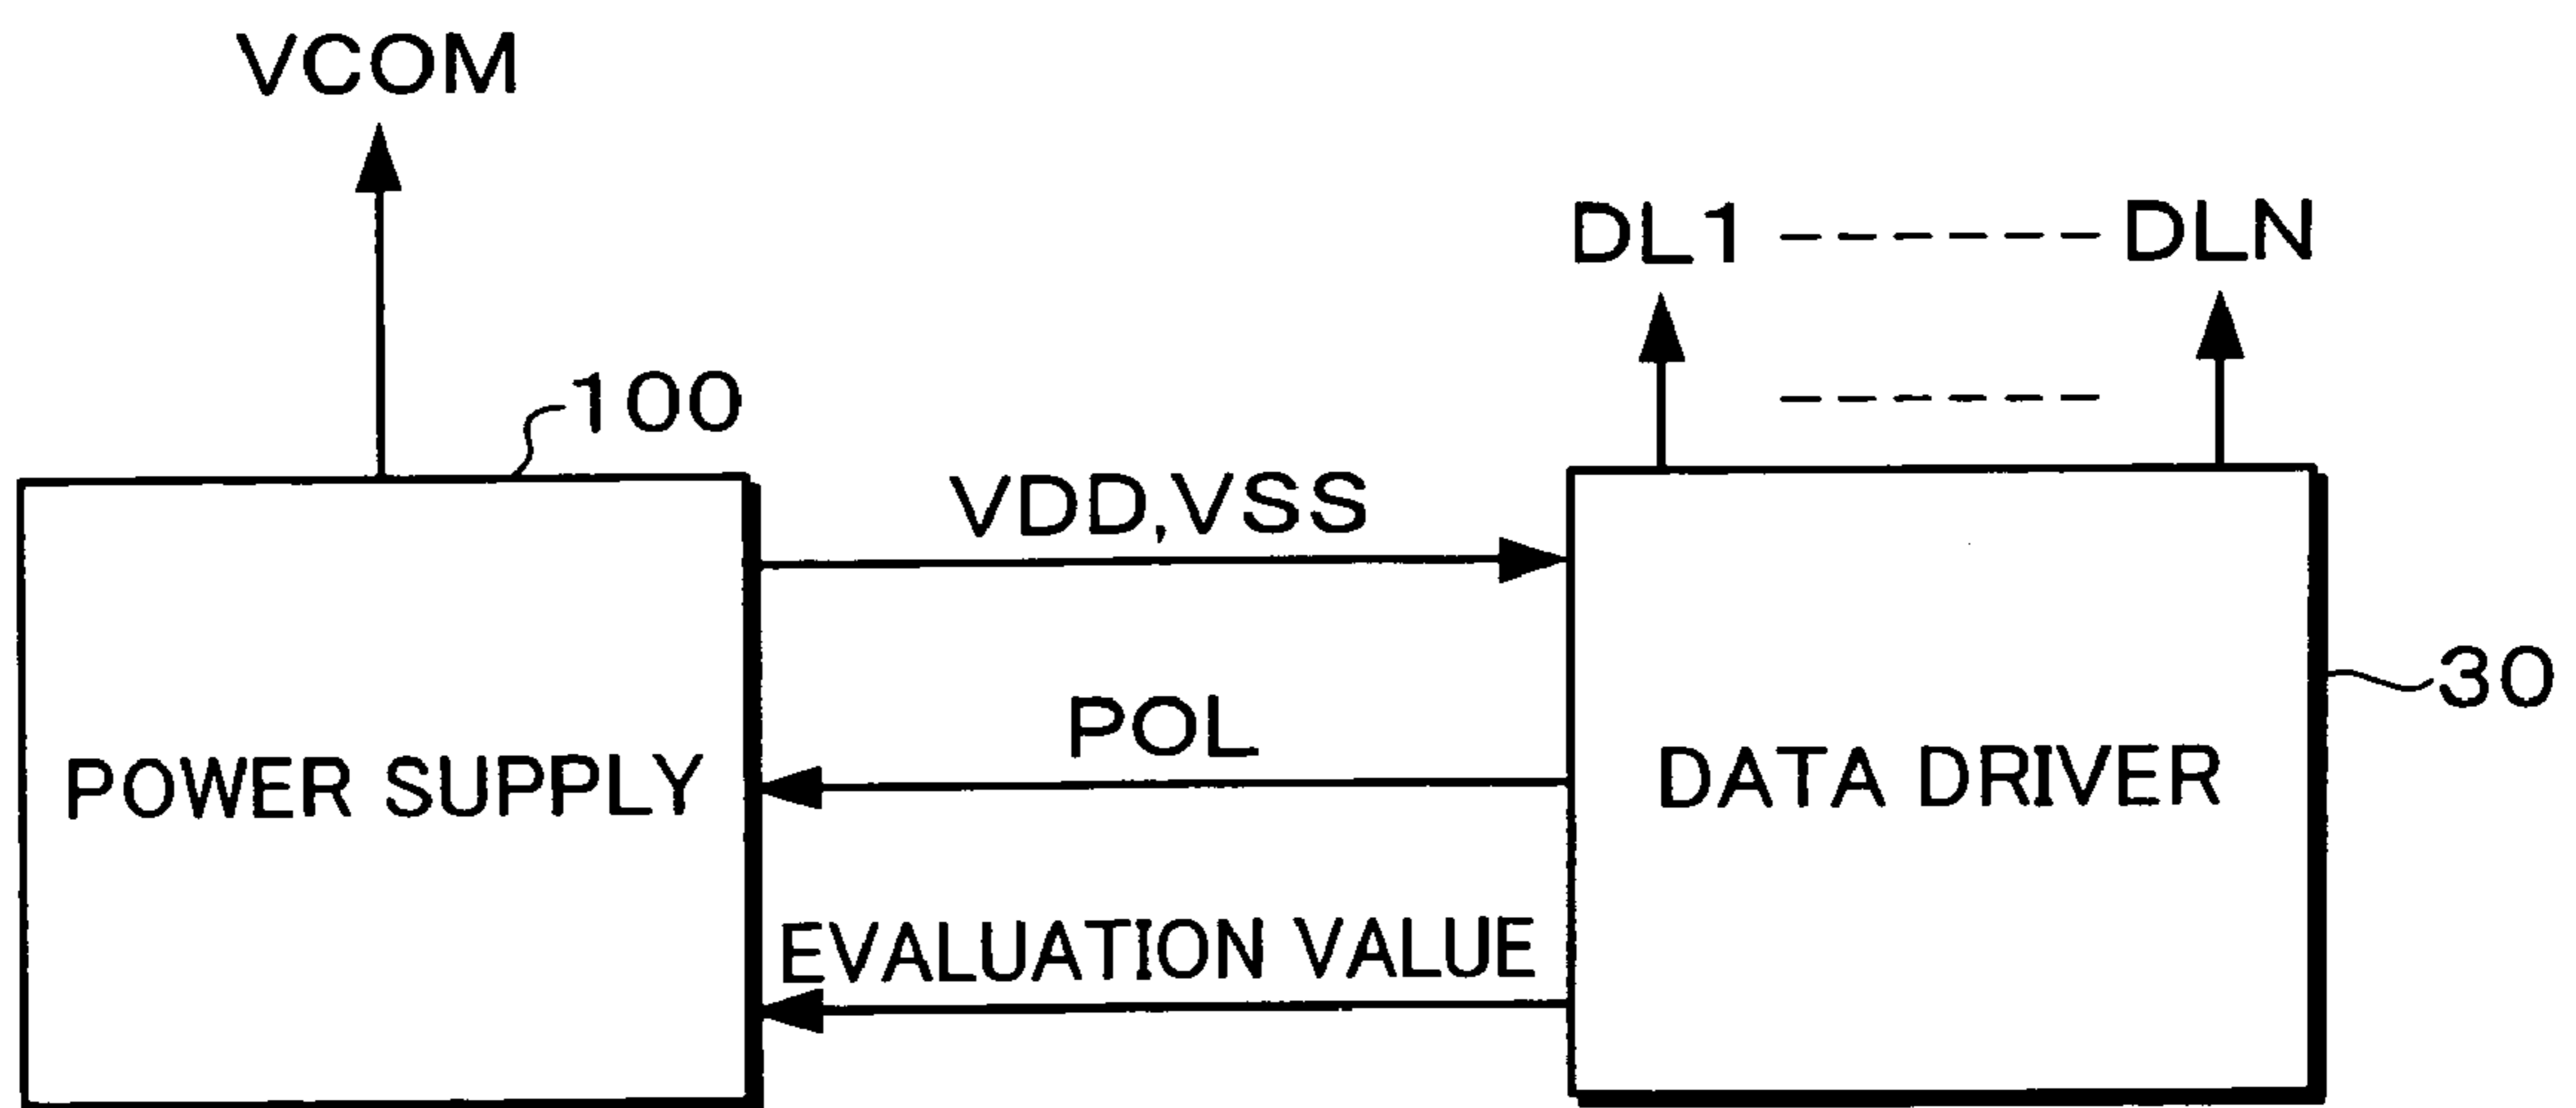 VCOM
DL1 ------ DLN
100
VDD,VSS
30
POL
POWER SUPPLY
DATA DRIVER
EVALUATION VALUE